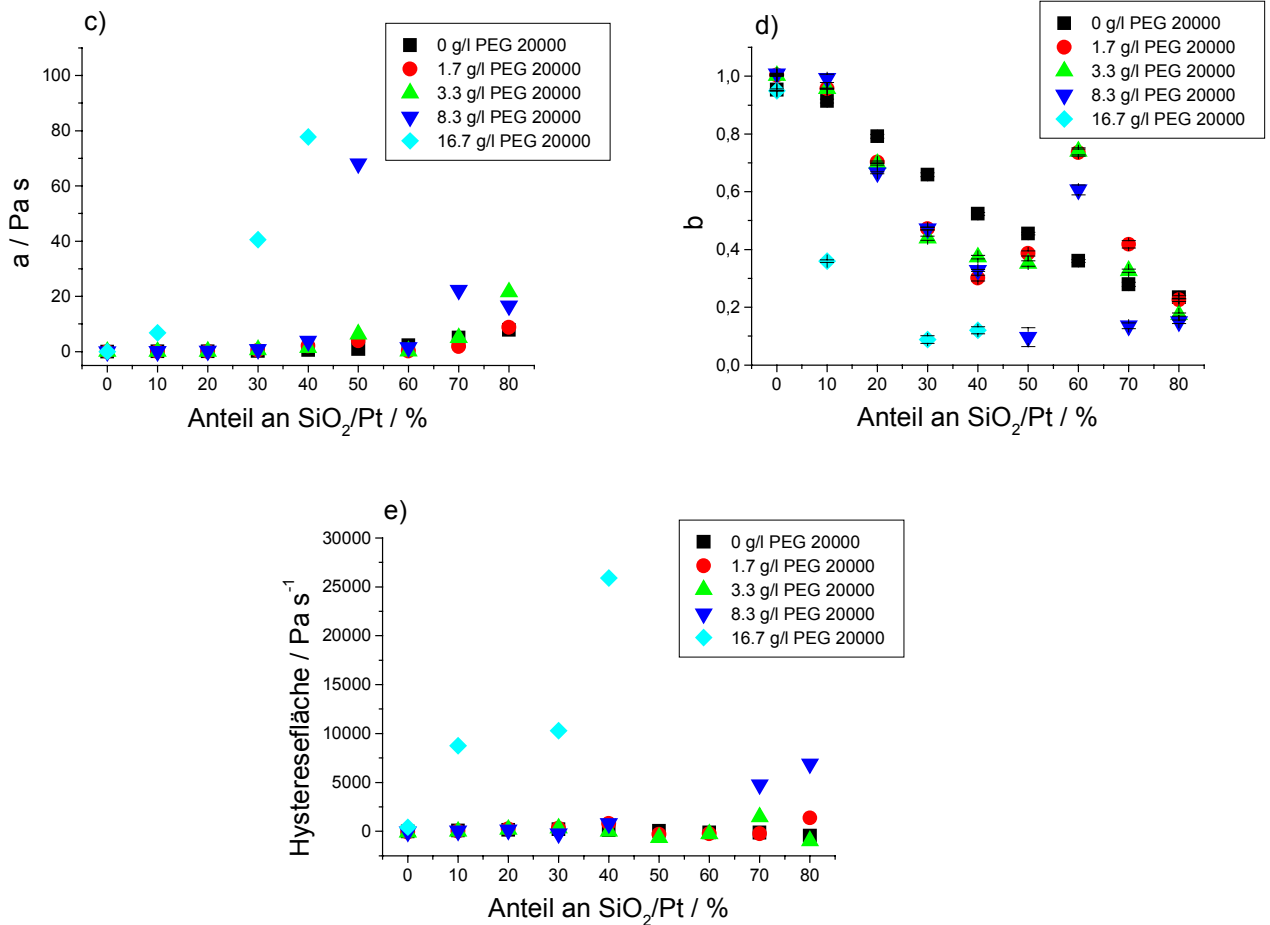 c)
0 g/l PEG 20000
1.7 g/l PEG 20000
3.3 g/l PEG 20000
8.3 g/l PEG 20000
16.7 g/l PEG 20000
100
80
60
40
20
0
a / Pa s
0 10 20 30 40 50 60 70 80
Anteil an SiO₂/Pt / %
d)
0 g/l PEG 20000
1.7 g/l PEG 20000
3.3 g/l PEG 20000
8.3 g/l PEG 20000
16.7 g/l PEG 20000
1,0
0,8
0,6
0,4
0,2
0,0
b
0 10 20 30 40 50 60 70 80
Anteil an SiO₂/Pt / %
e)
0 g/l PEG 20000
1.7 g/l PEG 20000
3.3 g/l PEG 20000
8.3 g/l PEG 20000
16.7 g/l PEG 20000
30000
25000
20000
15000
10000
5000
0
Hysteresefläche / Pa s⁻¹
0 10 20 30 40 50 60 70 80
Anteil an SiO₂/Pt / %